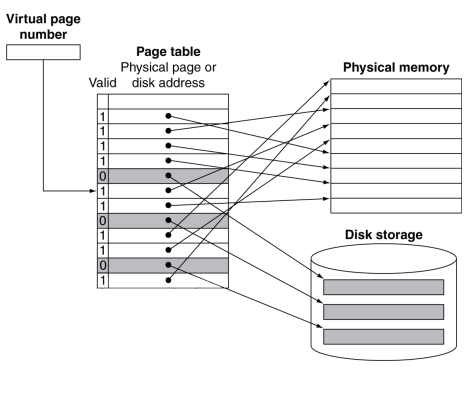 Virtual page
number
Page table
Physical page or
Valid disk address
Physical memory
1
1
1
1
0
1
1
0
1
1
0
1
Disk storage